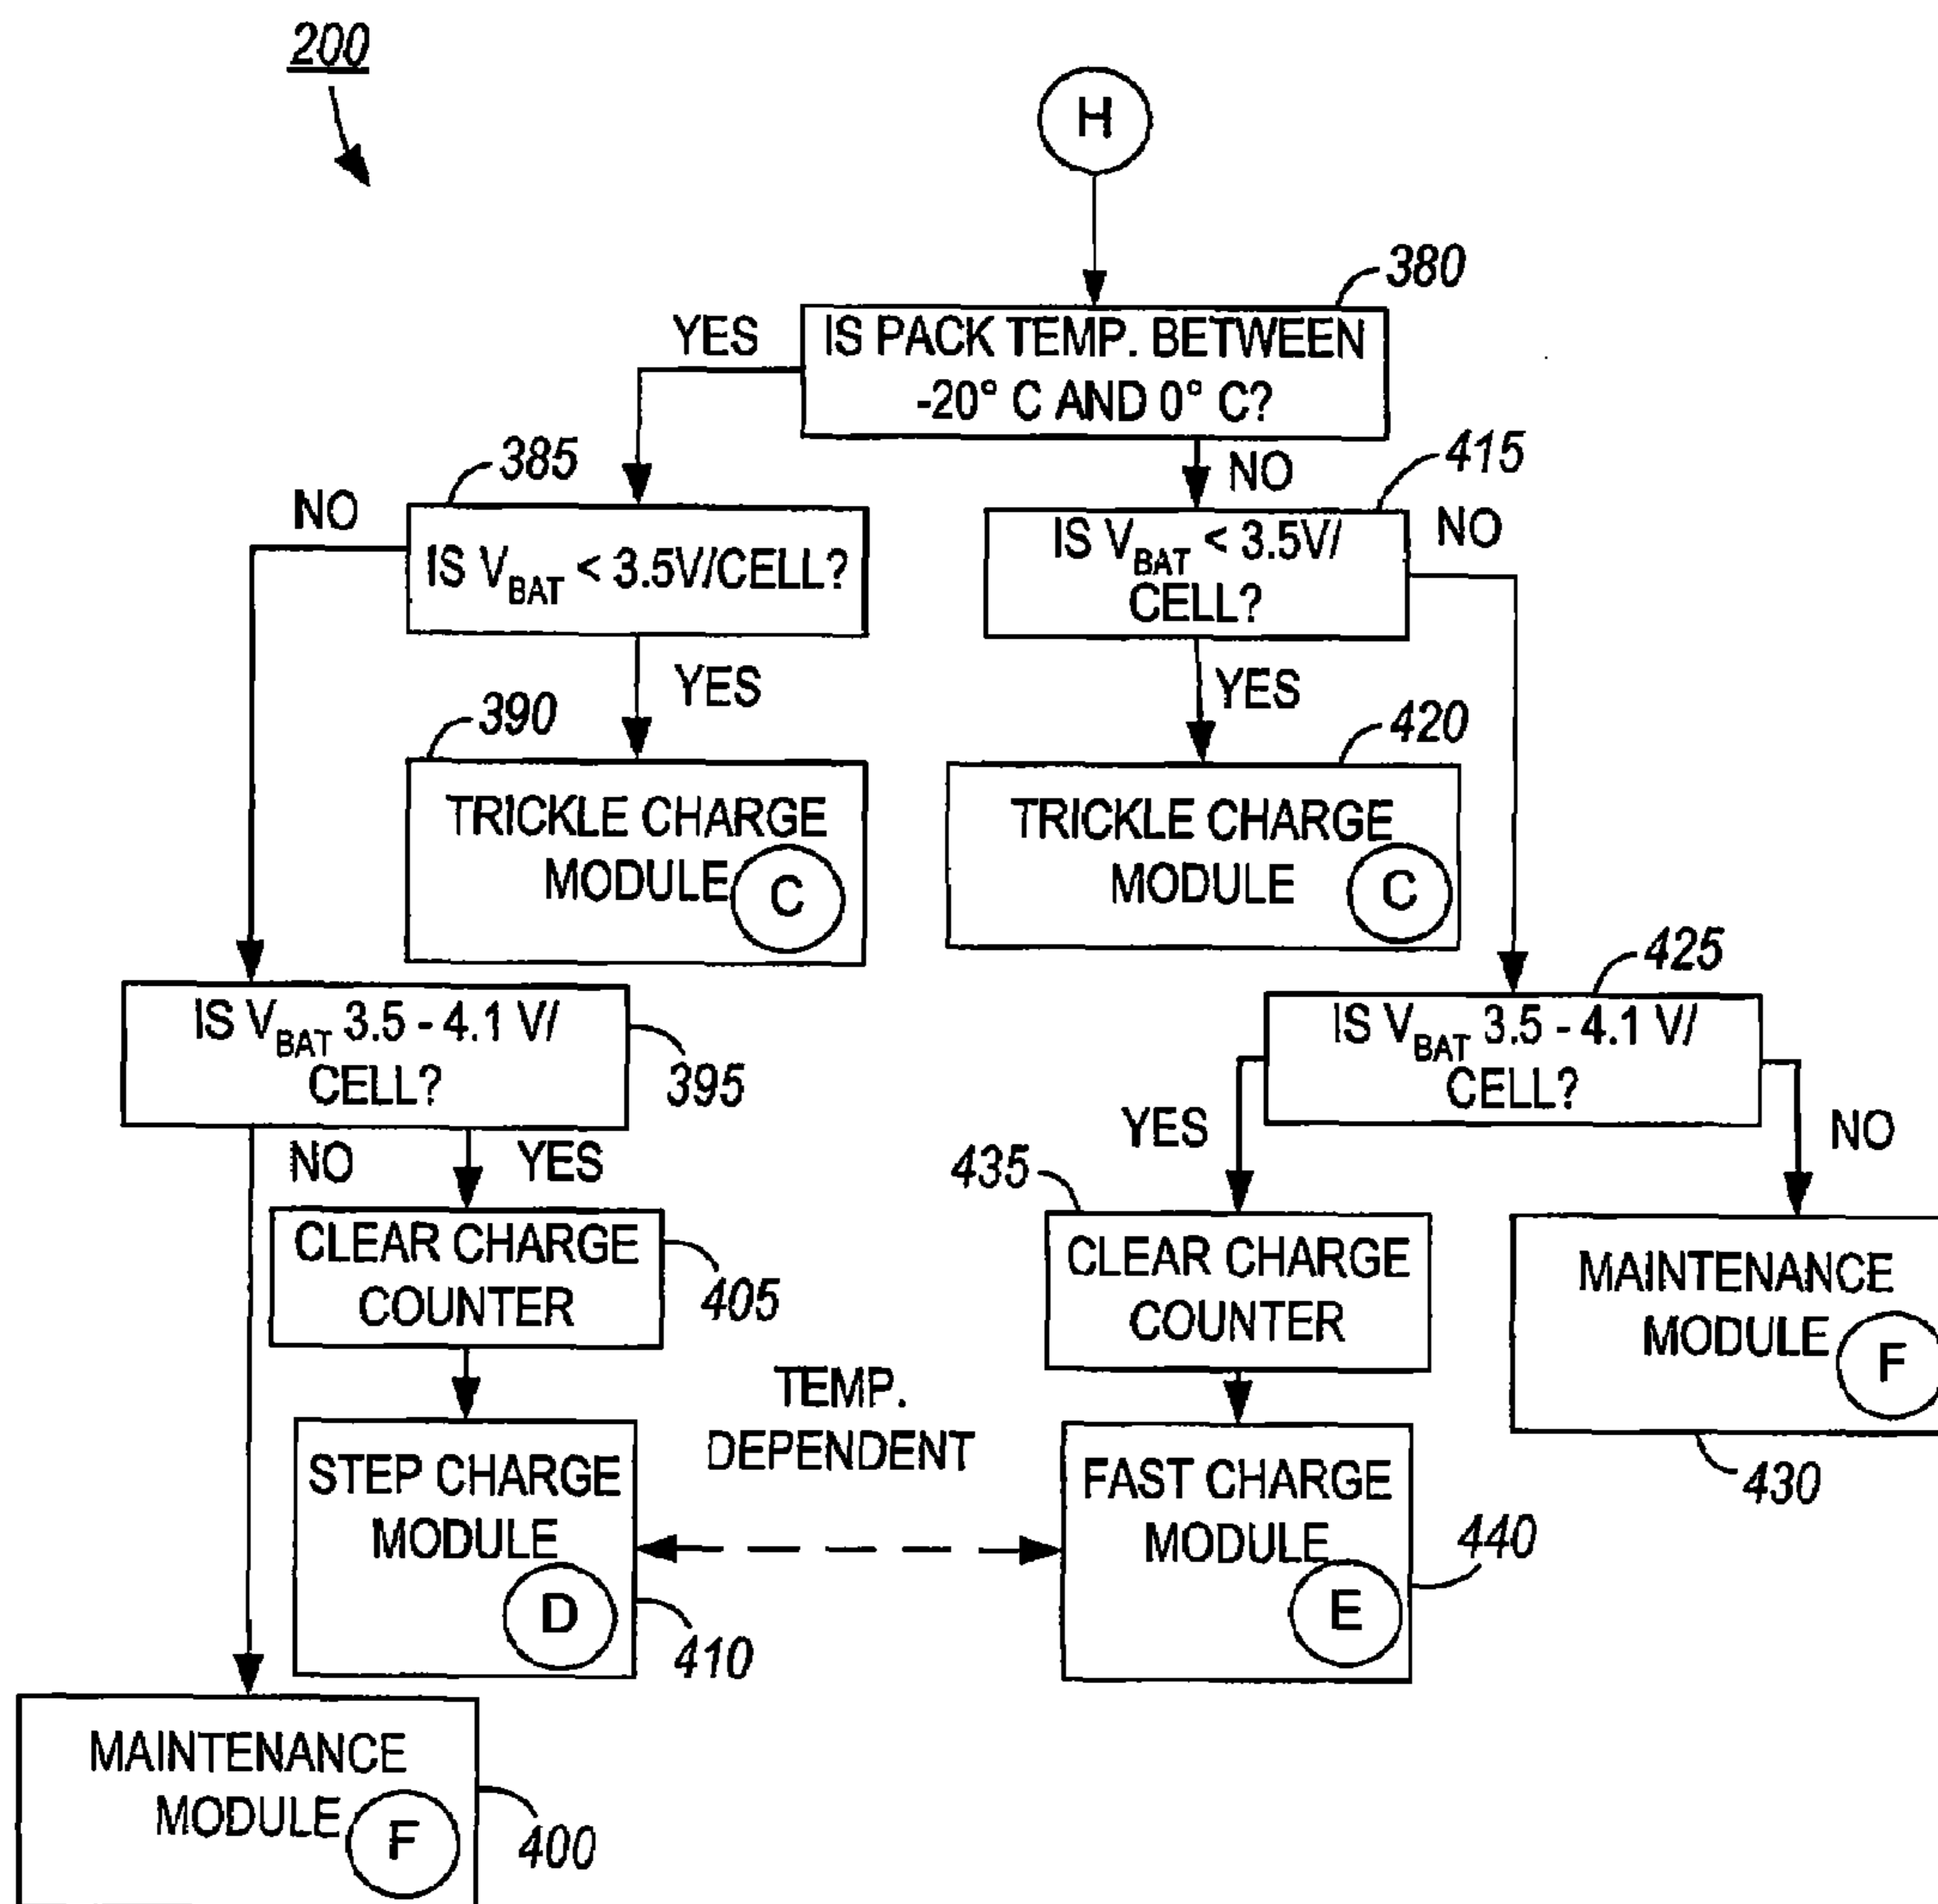 200
H
380
YES
IS PACK TEMP. BETWEEN
-20° C AND 0° C?
385
NO
415
NO
IS VBAT < 3.5V/CELL?
IS VBAT < 3.5V/
CELL?
NO
YES
YES
390
420
TRICKLE CHARGE
MODULE C
TRICKLE CHARGE
MODULE C
425
IS VBAT 3.5 - 4.1 V/
CELL?
395
IS VBAT 3.5 - 4.1 V/
CELL?
NO
YES
YES
NO
435
CLEAR CHARGE
COUNTER
405
CLEAR CHARGE
COUNTER
MAINTENANCE
MODULE F
430
TEMP.
DEPENDENT
STEP CHARGE
MODULE
D
410
FAST CHARGE
MODULE
E
440
MAINTENANCE
MODULE F
400